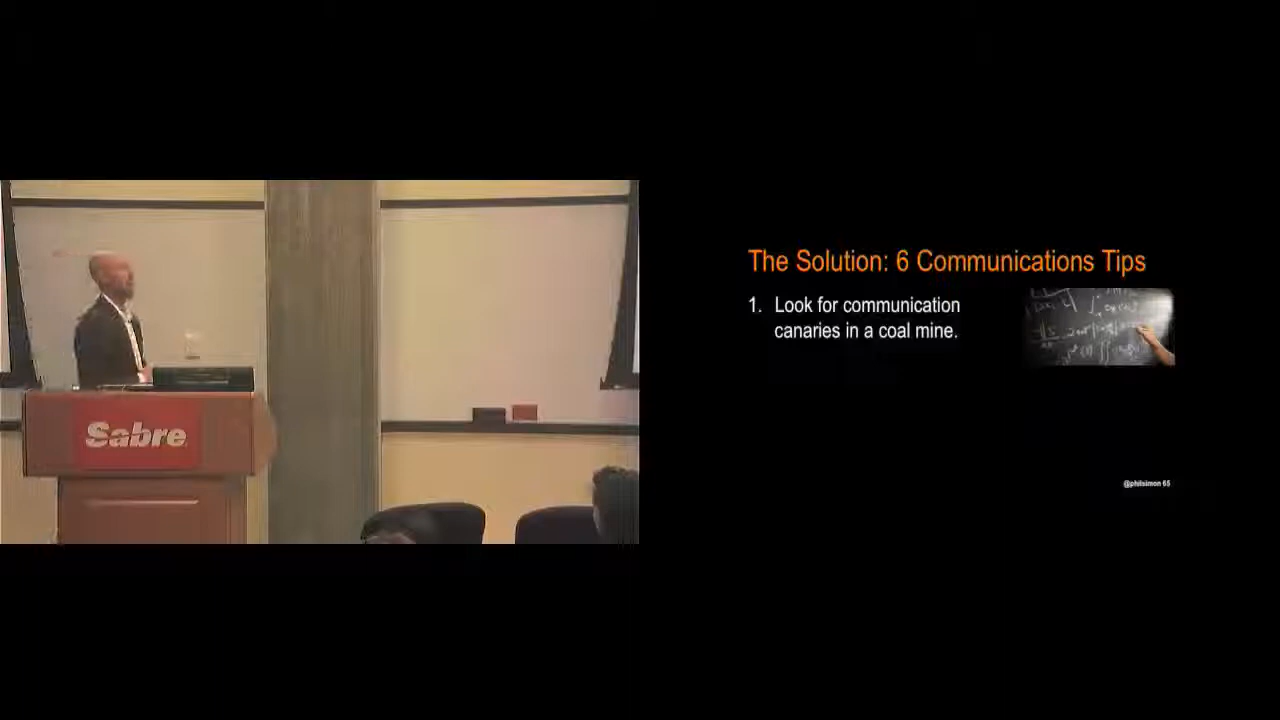 Sabre
The Solution: 6 Communications Tips
1. Look for communication
canaries in a coal mine.
@philsimon 65